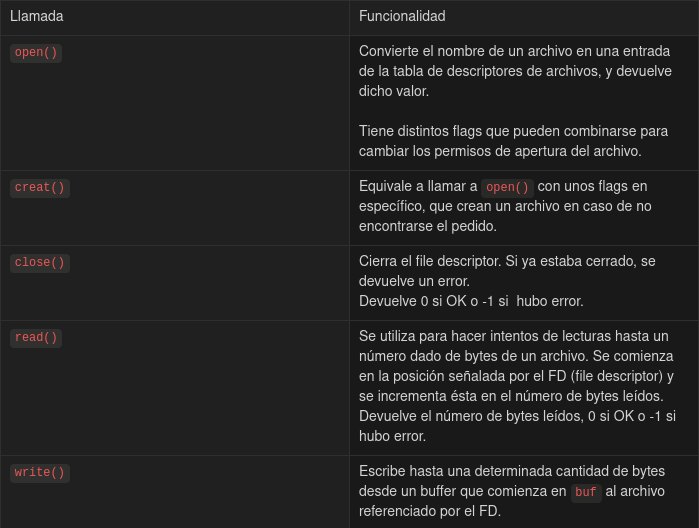 Llamada
Funcionalidad
open()
Convierte el nombre de un archivo en una entrada
de la tabla de descriptores de archivos, y devuelve
dicho valor.
Tiene distintos flags que pueden combinarse para
cambiar los permisos de apertura del archivo.
creat()
Equivale a llamar a open() con unos flags en
específico, que crean un archivo en caso de no
encontrarse el pedido.
close()
Cierra el file descriptor. Si ya estaba cerrado, se
devuelve un error.
Devuelve 0 si OK o -1 si hubo error.
read()
Se utiliza para hacer intentos de lecturas hasta un
número dado de bytes de un archivo. Se comienza
en la posición señalada por el FD (file descriptor) y
se incrementa ésta en el número de bytes leídos.
Devuelve el número de bytes leídos, 0 si OK o -1 si
hubo error.
write()
Escribe hasta una determinada cantidad de bytes
desde un buffer que comienza en buf al archivo
referenciado por el FD.